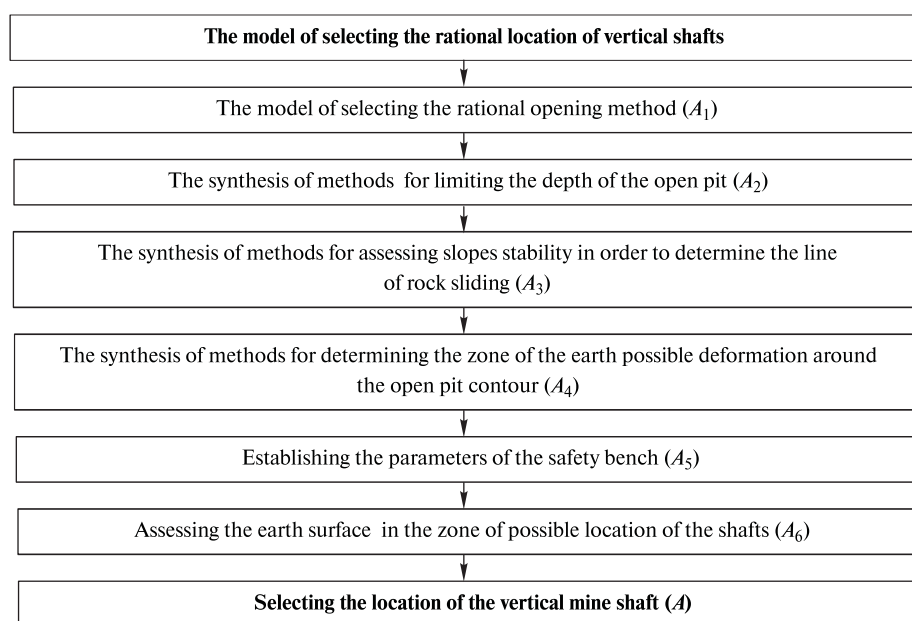 The model of selecting the rational location of vertical shafts
The model of selecting the rational opening method (A₁)
The synthesis of methods for limiting the depth of the open pit (A₂)
The synthesis of methods for assessing slopes stability in order to determine the line
of rock sliding (A₃)
The synthesis of methods for determining the zone of the earth possible deformation around
the open pit contour (A₄)
Establishing the parameters of the safety bench (A₅)
Assessing the earth surface in the zone of possible location of the shafts (A₆)
Selecting the location of the vertical mine shaft (A)